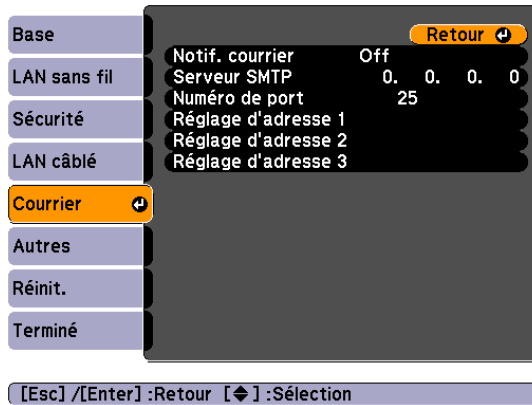 Base
LAN sans fil
Sécurité
LAN câblé
Courrier
Autres
Réinit.
Terminé
Retour
Notif. courrier Off
Serveur SMTP 0. 0. 0. 0
Numéro de port 25
Réglage d'adresse 1
Réglage d'adresse 2
Réglage d'adresse 3
[Esc] /[Enter] :Retour [◆] :Sélection